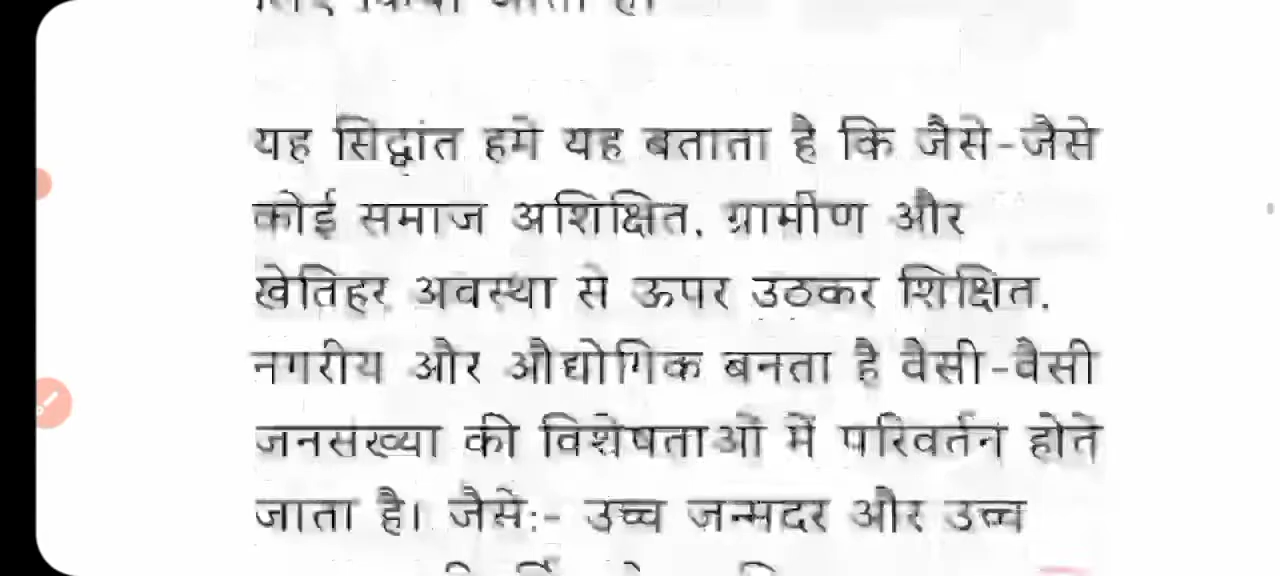 यह सिद्धांत हमे यह बताता है कि जैसे-जैसे
कोई समाज अशिक्षित, ग्रामीण और
खेतिहर अवस्था से ऊपर उठकर शिक्षित,
नगरीय और औद्योगिक बनता है वैसी-वैसी
जनसंख्या की विशेषताओं में परिवर्तन होते
जाता है। जैसे:- उच्च जन्मदर और उच्च